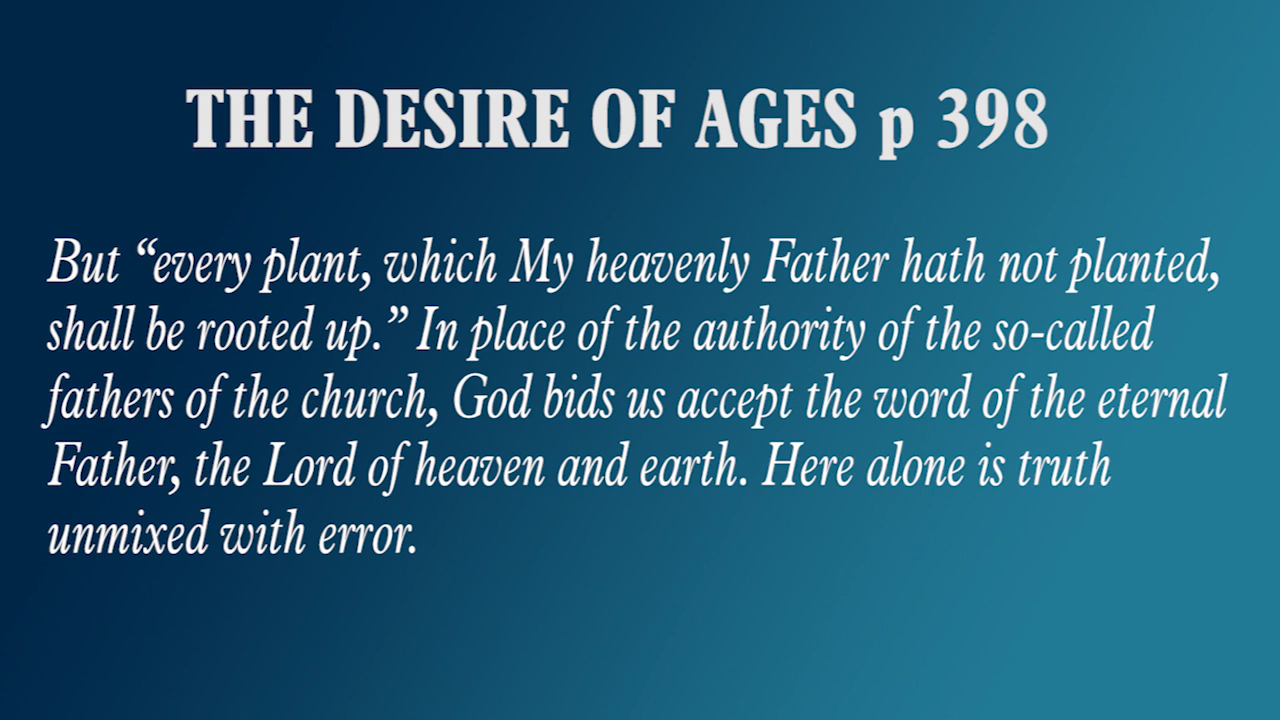 THE DESIRE OF AGES p 398
But “every plant, which My heavenly Father hath not planted,
shall be rooted up.” In place of the authority of the so-called
fathers of the church, God bids us accept the word of the eternal
Father, the Lord of heaven and earth. Here alone is truth
unmixed with error.